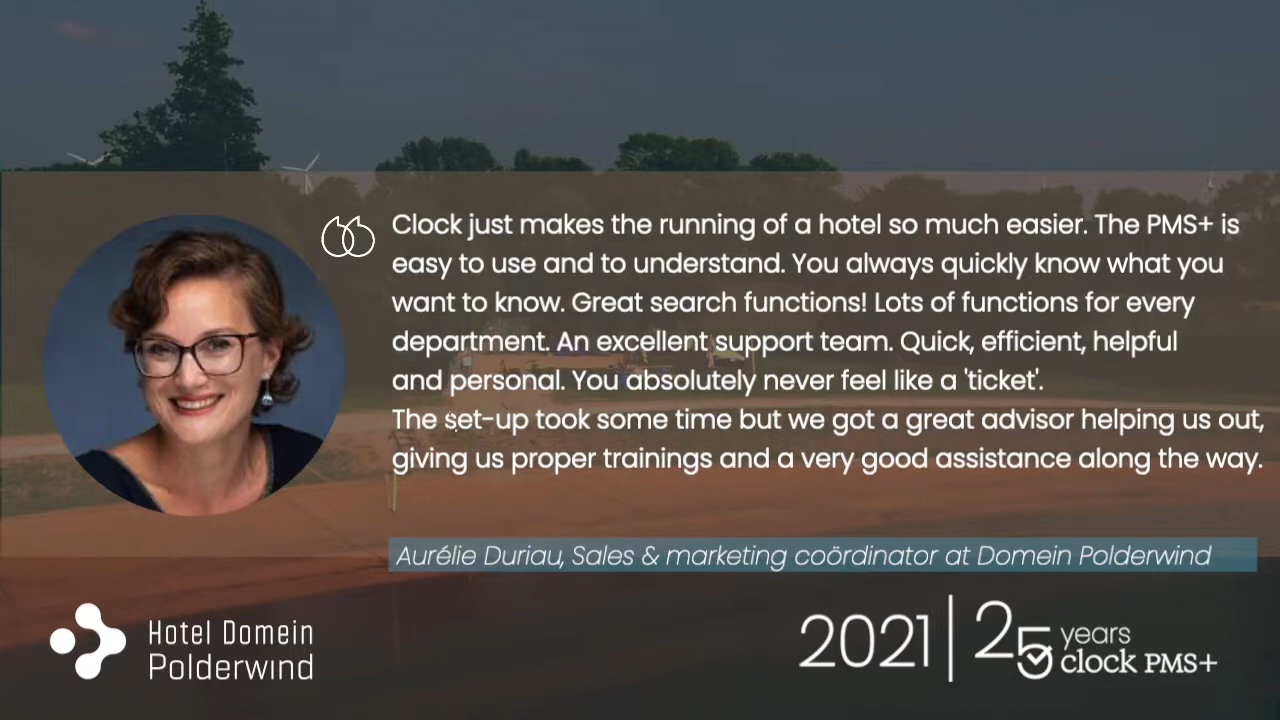 Clock just makes the running of a hotel so much easier. The PMS+ is
easy to use and to understand. You always quickly know what you
want to know. Great search functions! Lots of functions for every
department. An excellent support team. Quick, efficient, helpful
and personal. You absolutely never feel like a 'ticket'.
The set-up took some time but we got a great advisor helping us out,
giving us proper trainings and a very good assistance along the way.
Aurélie Duriau, Sales & marketing coördinator at Domein Polderwind
Hotel Domein
Polderwind
2021 | 25 years
clock PMS+